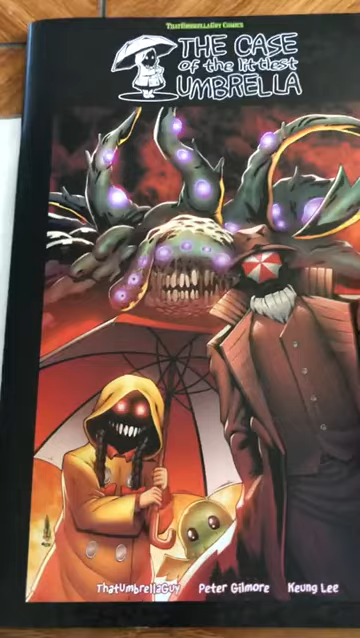 THATUMBRELLAGUY COMICS
THE CASE
of the littlest
UMBRELLA
ThatUmbrellaGuy Peter Gilmore Keung Lee